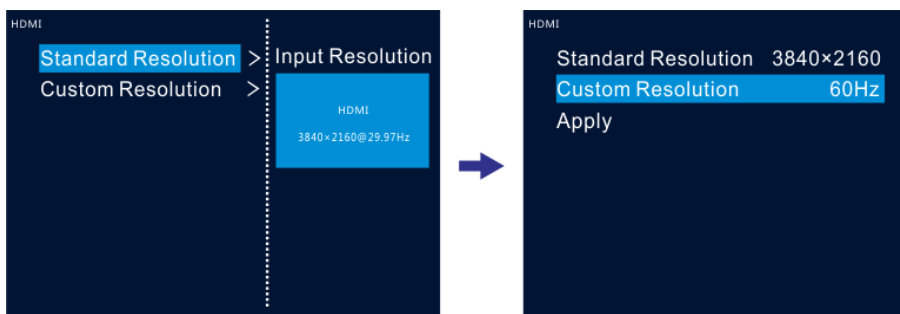 HDMI
Standard Resolution >
Custom Resolution >
Input Resolution
HDMI
3840×2160@29.97Hz
HDMI
Standard Resolution 3840×2160
Custom Resolution 60Hz
Apply